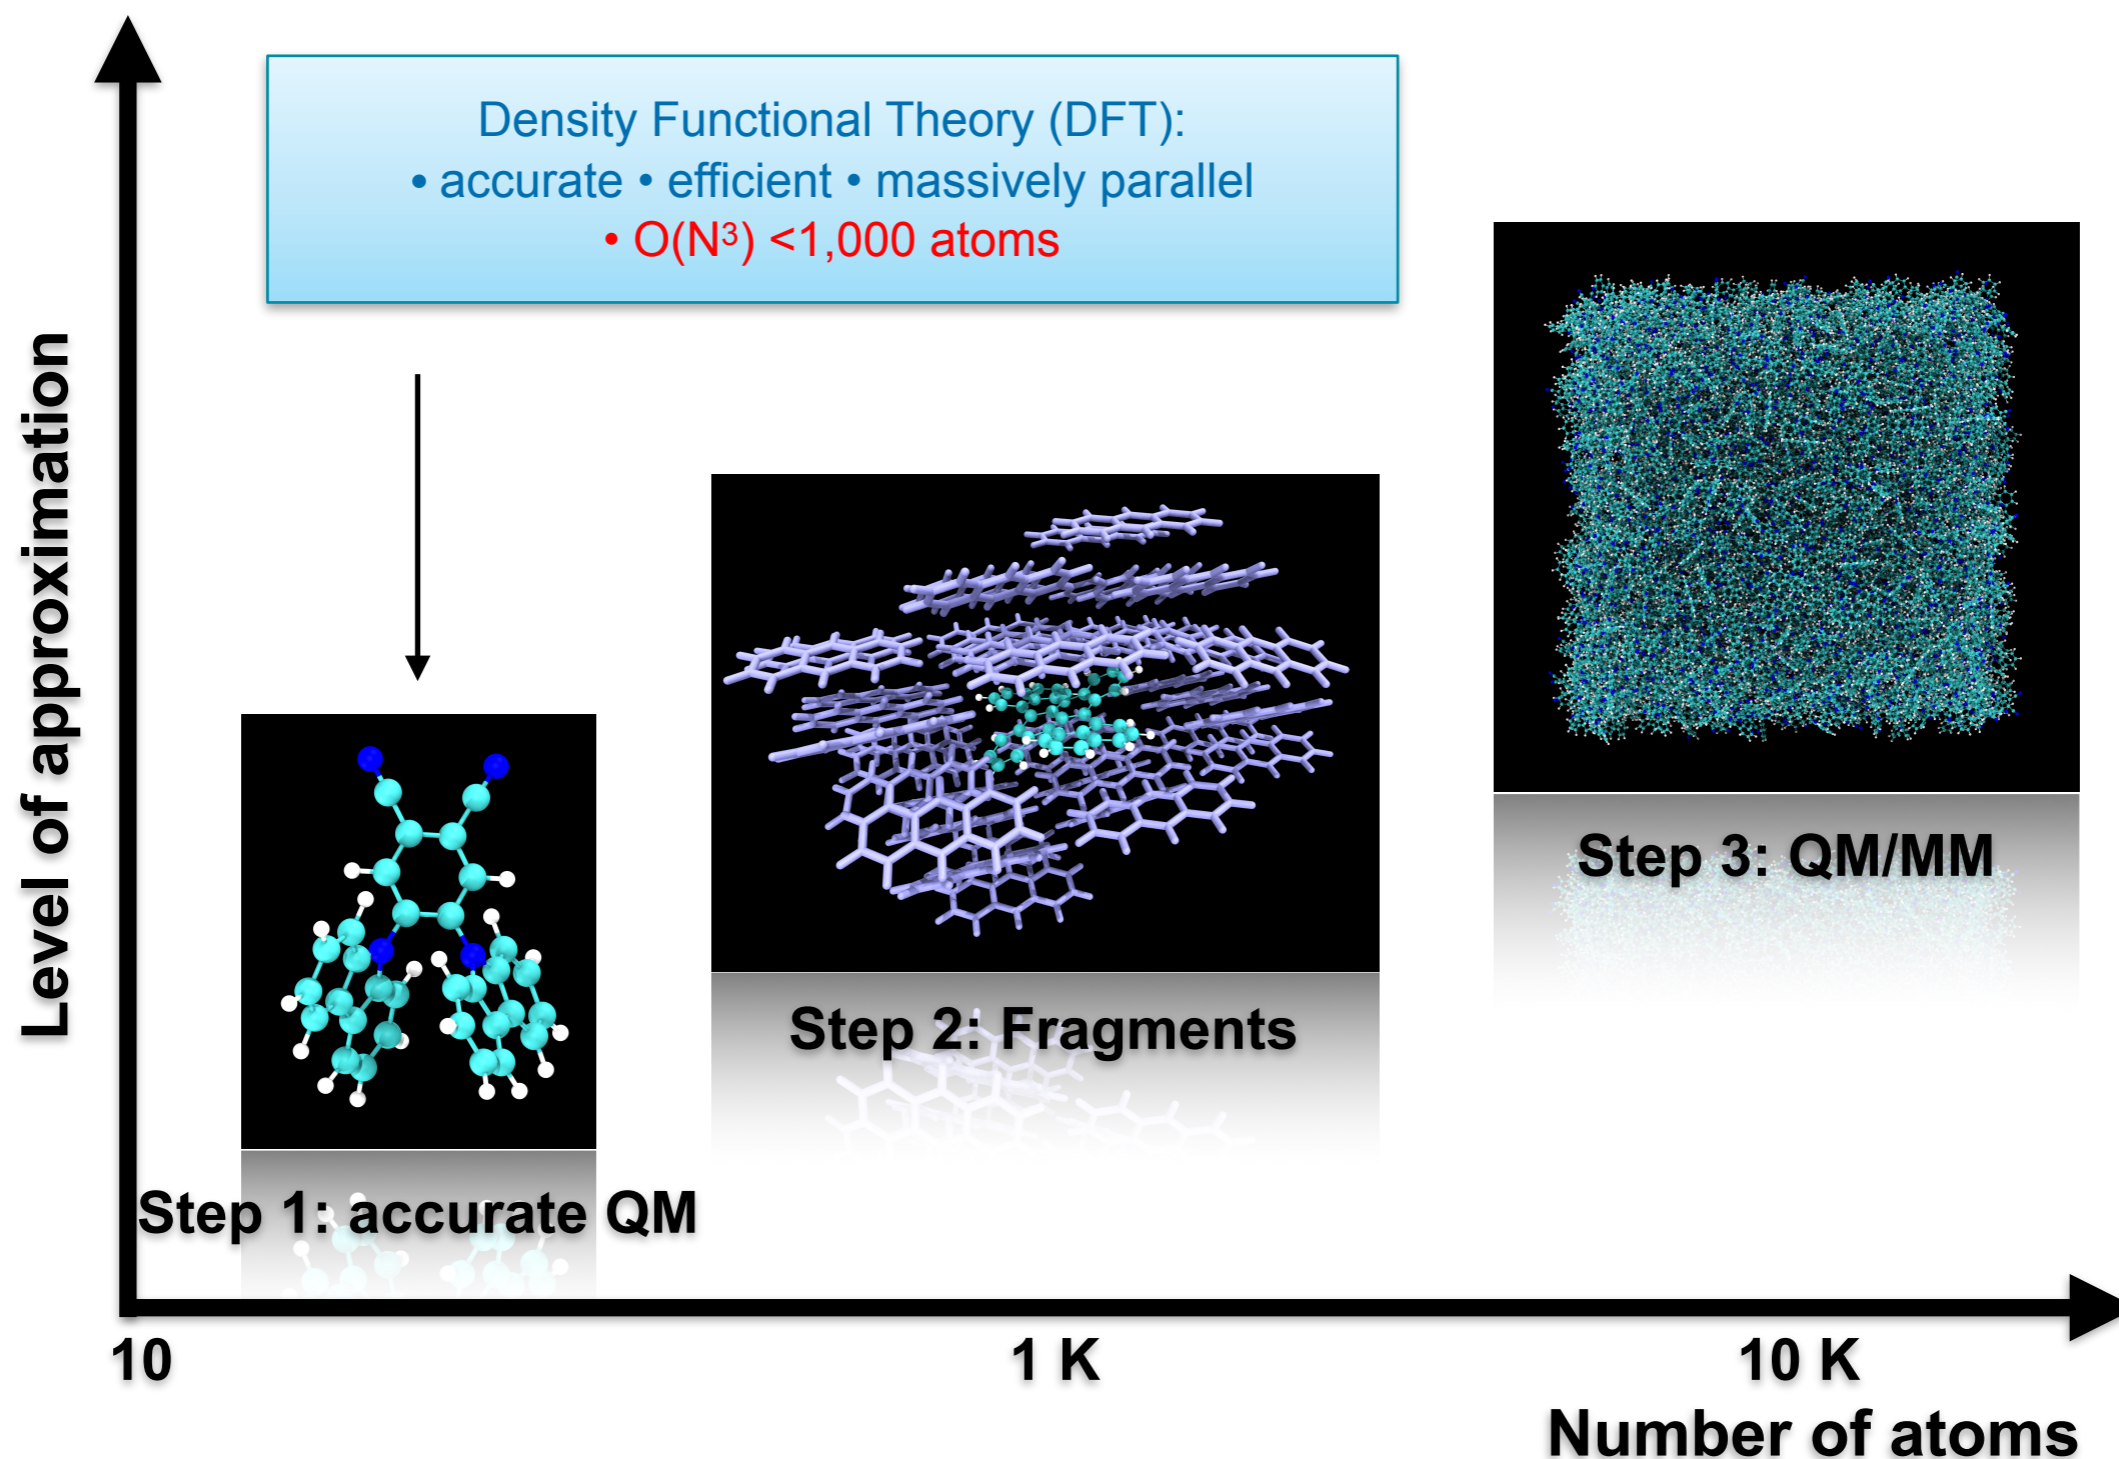 Density Functional Theory (DFT):
• accurate • efficient • massively parallel
• O(N³) <1,000 atoms
Level of approximation
Step 3: QM/MM
Step 2: Fragments
Step 1: accurate QM
10
1 K
10 K
Number of atoms